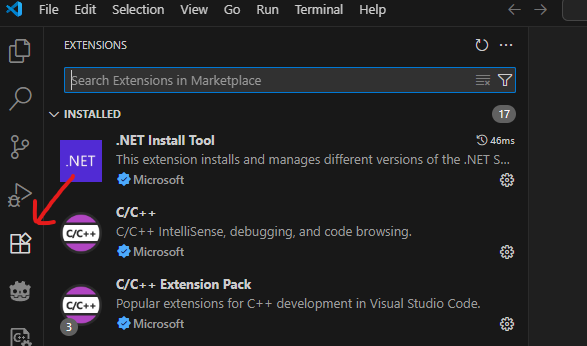 File Edit Selection View Go Run Terminal Help
EXTENSIONS
Search Extensions in Marketplace
INSTALLED 17
.NET Install Tool 46ms
.NET
This extension installs and manages different versions of the .NET S...
Microsoft
C/C++
C/C++
C/C++ IntelliSense, debugging, and code browsing.
Microsoft
C/C++ Extension Pack
C/C++
Popular extensions for C++ development in Visual Studio Code.
3 Microsoft